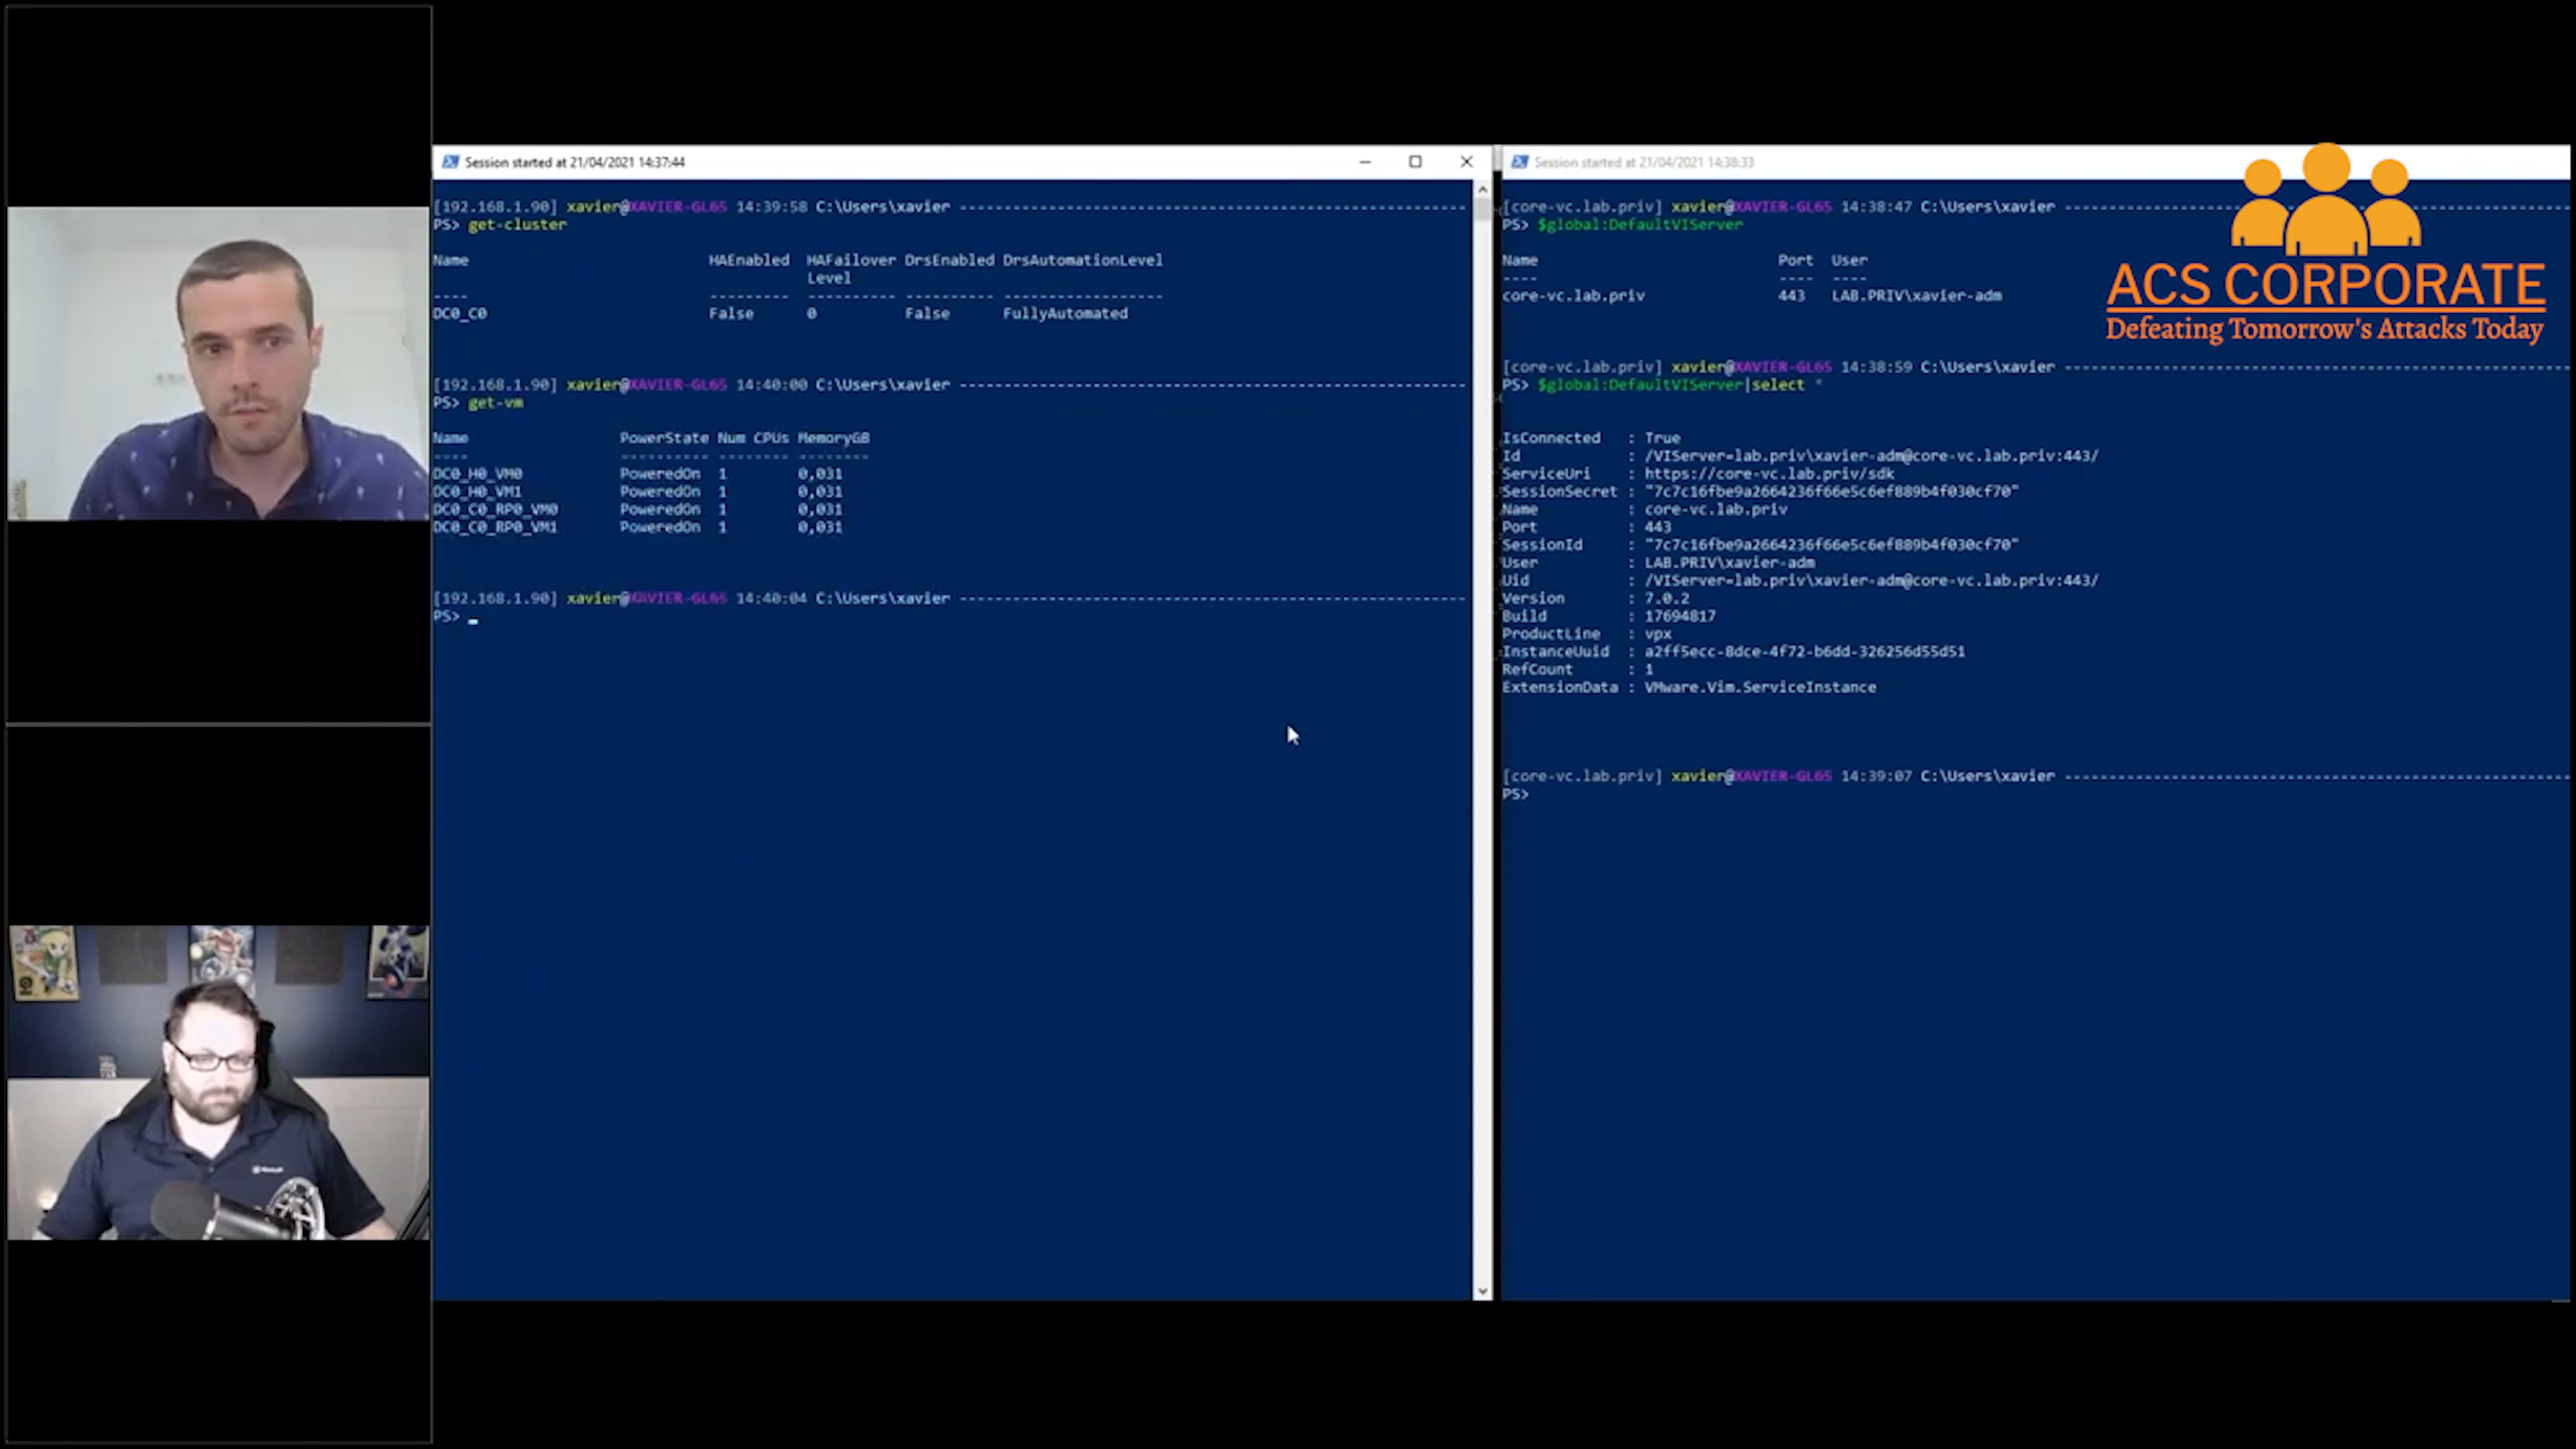 Session started at 21/04/2021 14:37:44
[192.168.1.90] xavier@XAVIER-GL65 14:39:58 C:\Users\xavier ----------------------------------------------------------
PS> get-cluster
Name HAEnabled HAFailover DrsEnabled DrsAutomationLevel
Level
---- --------- ---------- ---------- ------------------
DC0_C0 False 0 False FullyAutomated
[192.168.1.90] xavier@XAVIER-GL65 14:40:00 C:\Users\xavier ----------------------------------------------------------
PS> get-vm
Name PowerState Num CPUs MemoryGB
---- ---------- -------- --------
DC0_H0_VM0 PoweredOn 1 0,031
DC0_H0_VM1 PoweredOn 1 0,031
DC0_C0_RP0_VM0 PoweredOn 1 0,031
DC0_C0_RP0_VM1 PoweredOn 1 0,031
[192.168.1.90] xavier@XAVIER-GL65 14:40:04 C:\Users\xavier ----------------------------------------------------------
PS> _
Session started at 21/04/2021 14:38:33
[core-vc.lab.priv] xavier@XAVIER-GL65 14:38:47 C:\Users\xavier ----------------------------------------------------------
PS> $global:DefaultVIServer
Name Port User
---- ---- ----
core-vc.lab.priv 443 LAB.PRIV\xavier-adm
[core-vc.lab.priv] xavier@XAVIER-GL65 14:38:59 C:\Users\xavier ----------------------------------------------------------
PS> $global:DefaultVIServer|select *
IsConnected : True
Id : /VIServer=lab.priv\xavier-adm@core-vc.lab.priv:443/
ServiceUri : https://core-vc.lab.priv/sdk
SessionSecret : "7c7c16fbe9a2664236f66e5c6ef889b4f030cf70"
Name : core-vc.lab.priv
Port : 443
SessionId : "7c7c16fbe9a2664236f66e5c6ef889b4f030cf70"
User : LAB.PRIV\xavier-adm
Uid : /VIServer=lab.priv\xavier-adm@core-vc.lab.priv:443/
Version : 7.0.2
Build : 17694817
ProductLine : vpx
InstanceUuid : a2ff5ecc-8dce-4f72-b6dd-326256d55d51
RefCount : 1
ExtensionData : VMware.Vim.ServiceInstance
[core-vc.lab.priv] xavier@XAVIER-GL65 14:39:07 C:\Users\xavier ----------------------------------------------------------
PS>
ACS CORPORATE
Defeating Tomorrow's Attacks Today